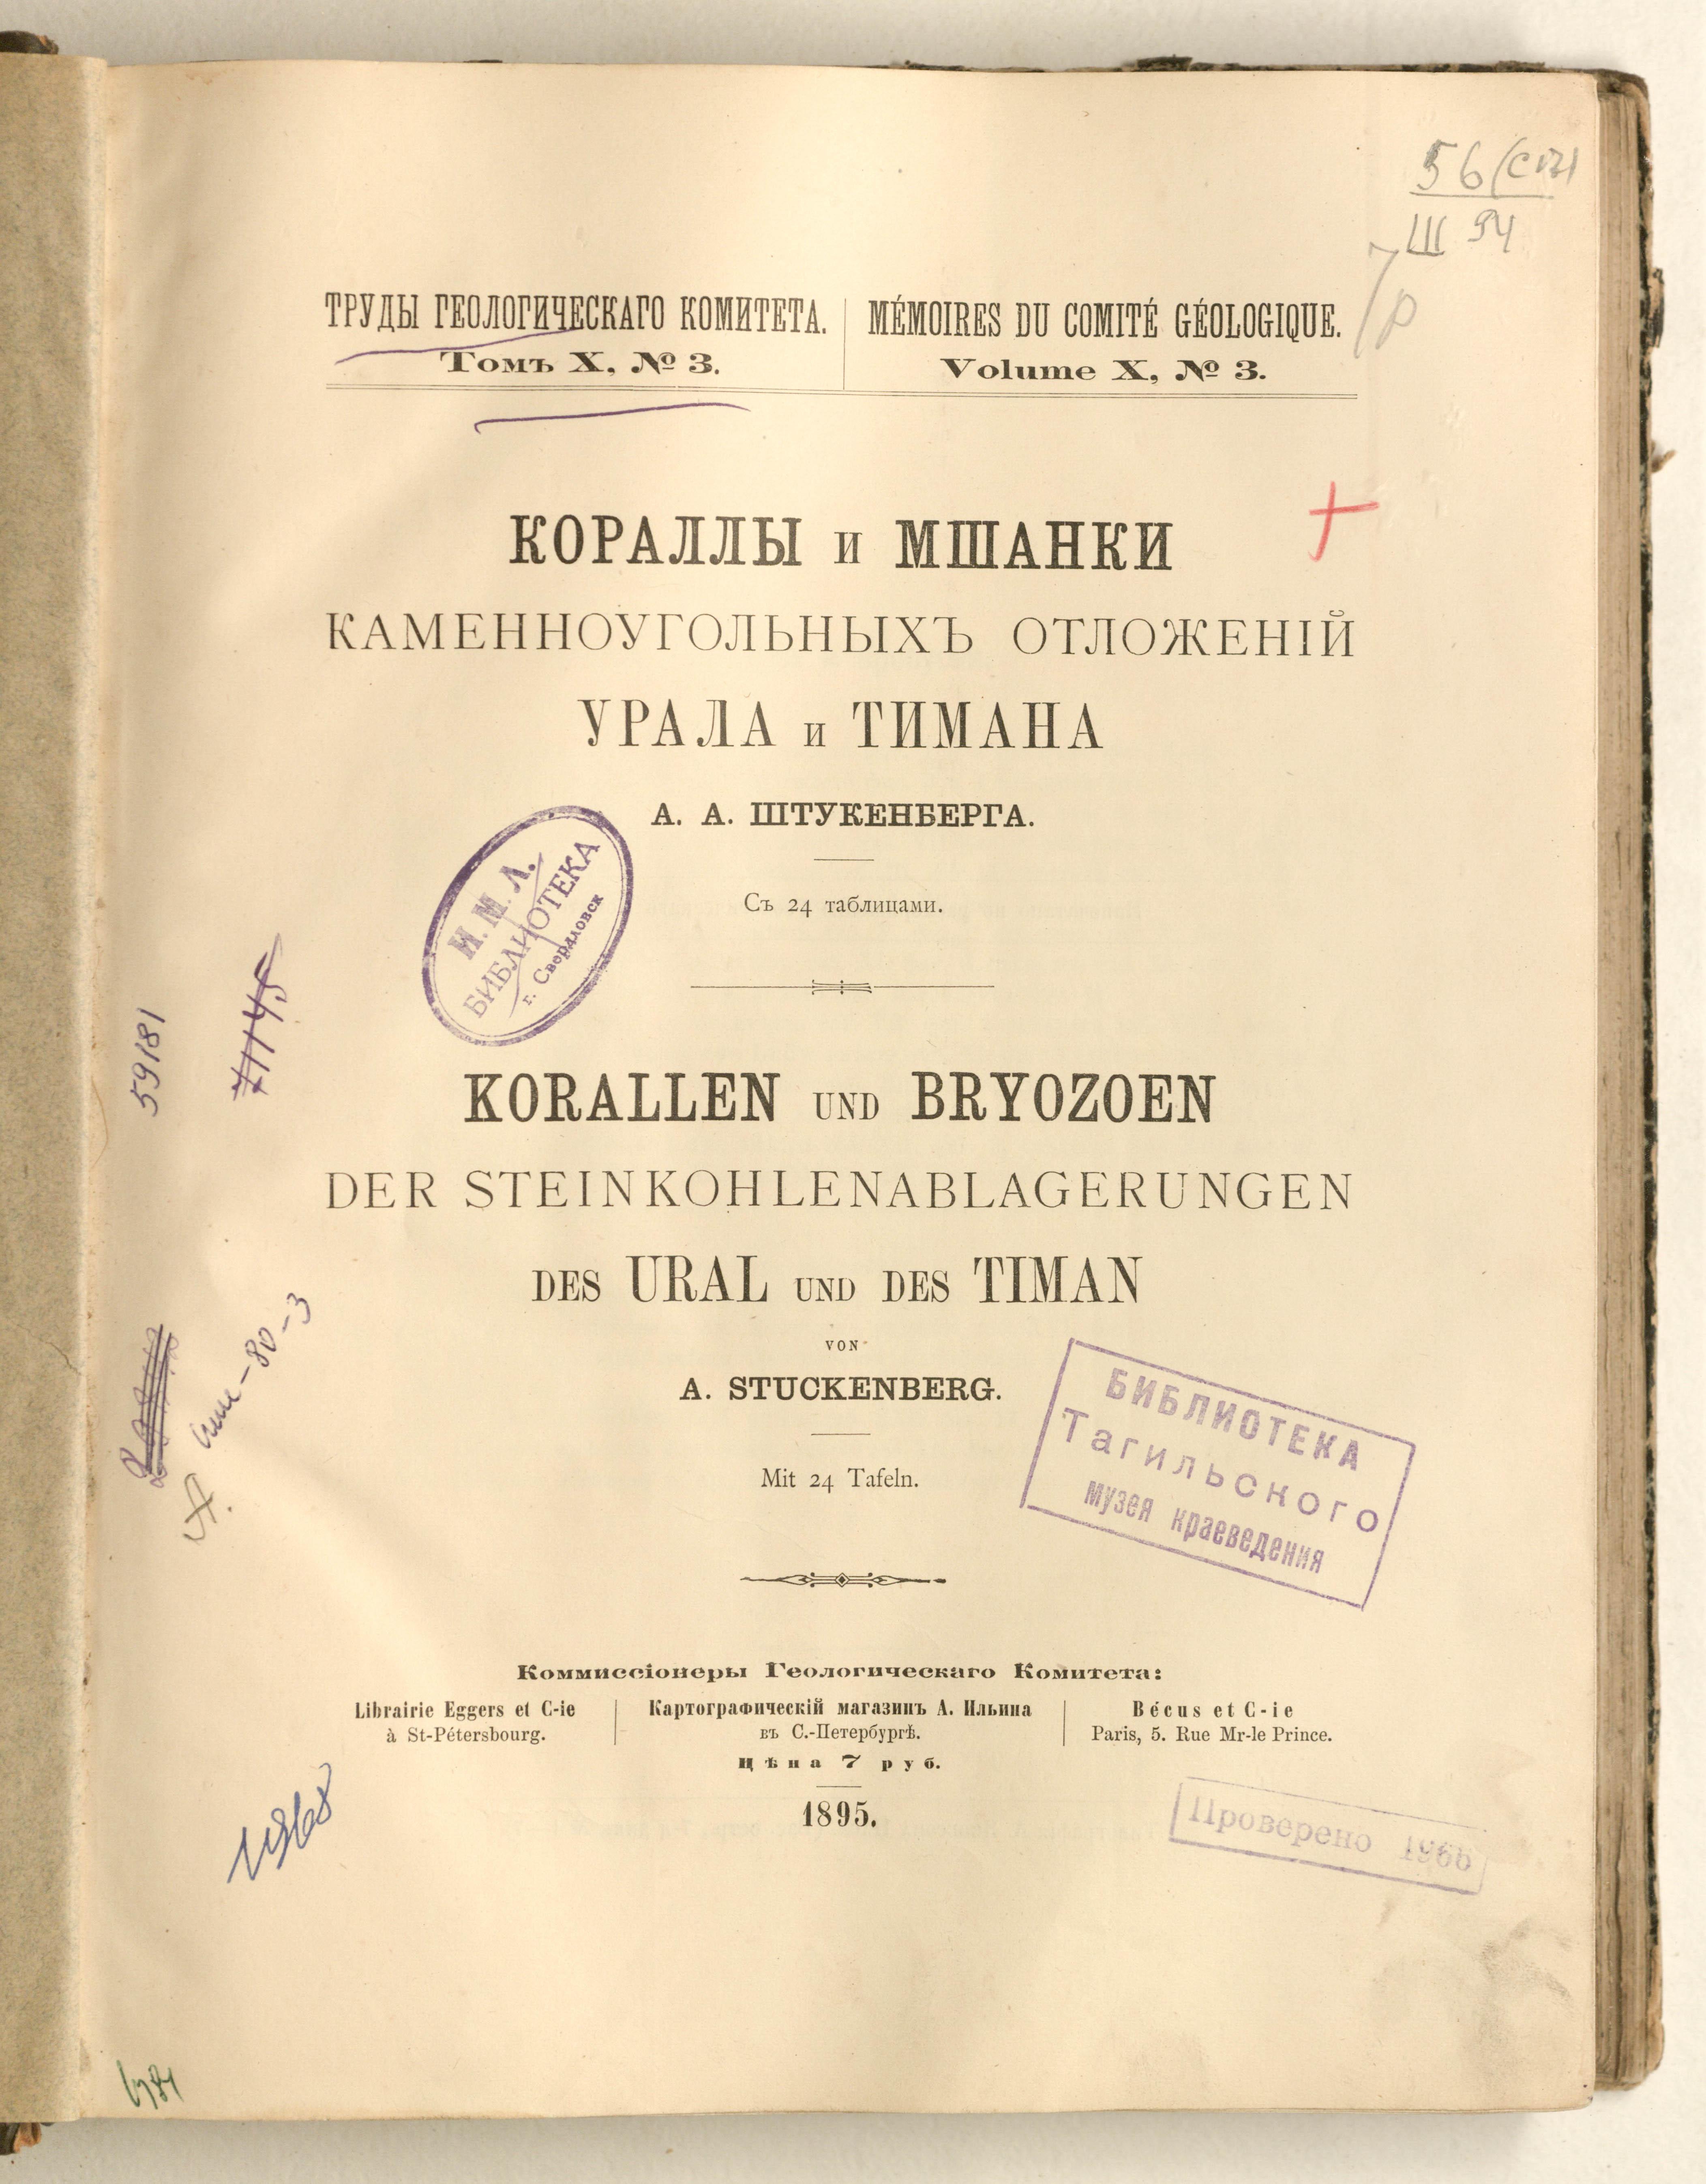 56(С17)
Ш 94
7 р
ТРУДЫ ГЕОЛОГИЧЕСКАГО КОМИТЕТА.
Томъ X, № 3.
MÉMOIRES DU COMITÉ GÉOLOGIQUE.
Volume X, № 3.
КОРАЛЛЫ И МШАНКИ
КАМЕННОУГОЛЬНЫХЪ ОТЛОЖЕНІЙ
УРАЛА И ТИМАНА
А. А. ШТУКЕНБЕРГА.
Съ 24 таблицами.
И. М. Л.
БИБЛИОТЕКА
г. Свердловск
71145
59181
KORALLEN UND BRYOZOEN
DER STEINKOHLENABLAGERUNGEN
DES URAL UND DES TIMAN
VON
A. STUCKENBERG.
Mit 24 Tafeln.
БИБЛИОТЕКА
Тагильского
музея краеведения
Коммиссіонеры Геологическаго Комитета:
Librairie Eggers et C-ie
à St-Pétersbourg.
Картографическій магазинъ А. Ильина
въ С.-Петербургѣ.
Bécus et C-ie
Paris, 5. Rue Mr-le Prince.
Цѣна 7 руб.
1895.
Проверено 1966